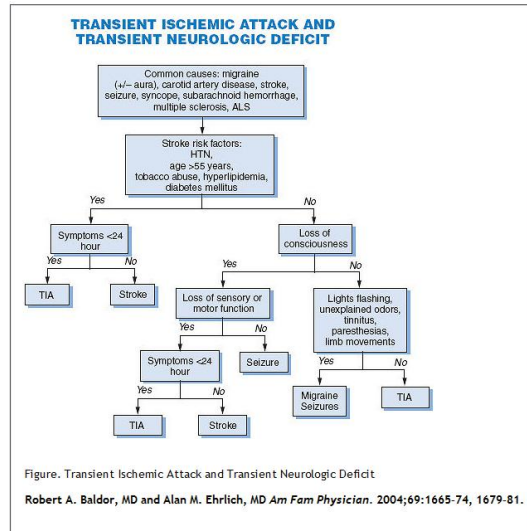 TRANSIENT ISCHEMIC ATTACK AND
TRANSIENT NEUROLOGIC DEFICIT
Common causes: migraine
(+/– aura), carotid artery disease, stroke,
seizure, syncope, subarachnoid hemorrhage,
multiple sclerosis, ALS
Stroke risk factors:
HTN,
age >55 years,
tobacco abuse, hyperlipidemia,
diabetes mellitus
Yes
No
Symptoms <24
hour
Loss of
consciousness
Yes
No
Yes
No
TIA
Stroke
Loss of sensory or
motor function
Lights flashing,
unexplained odors,
tinnitus,
paresthesias,
limb movements
Yes
No
Symptoms <24
hour
Seizure
Yes
No
Migraine
Seizures
TIA
Yes
No
TIA
Stroke
Figure. Transient Ischemic Attack and Transient Neurologic Deficit
Robert A. Baldor, MD and Alan M. Ehrlich, MD Am Fam Physician. 2004;69:1665-74, 1679-81.